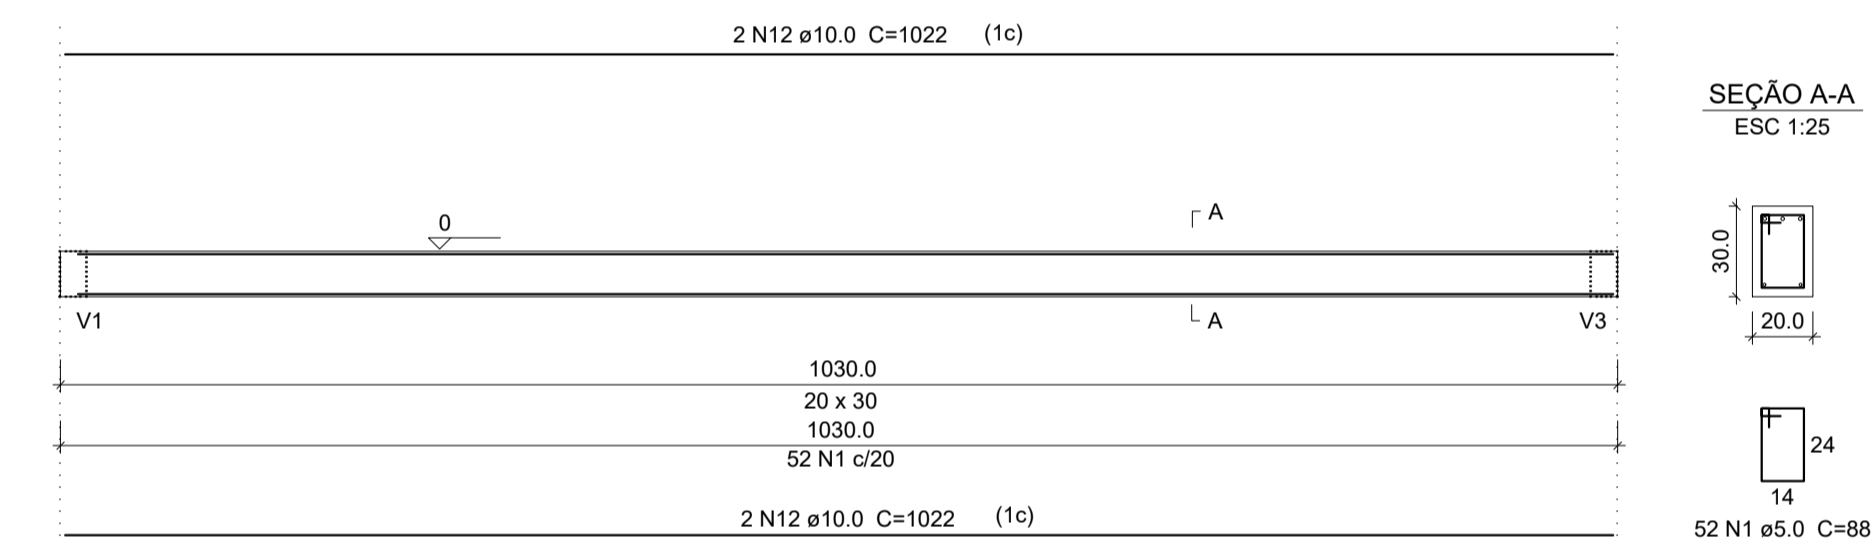 2 N12 ø10.0 C=1022 (1c)
SEÇÃO A-A
ESC 1:25
0
A
30.0
V1
A
V3
20.0
1030.0
20 x 30
1030.0
52 N1 c/20
24
14
2 N12 ø10.0 C=1022 (1c)
52 N1 ø5.0 C=88